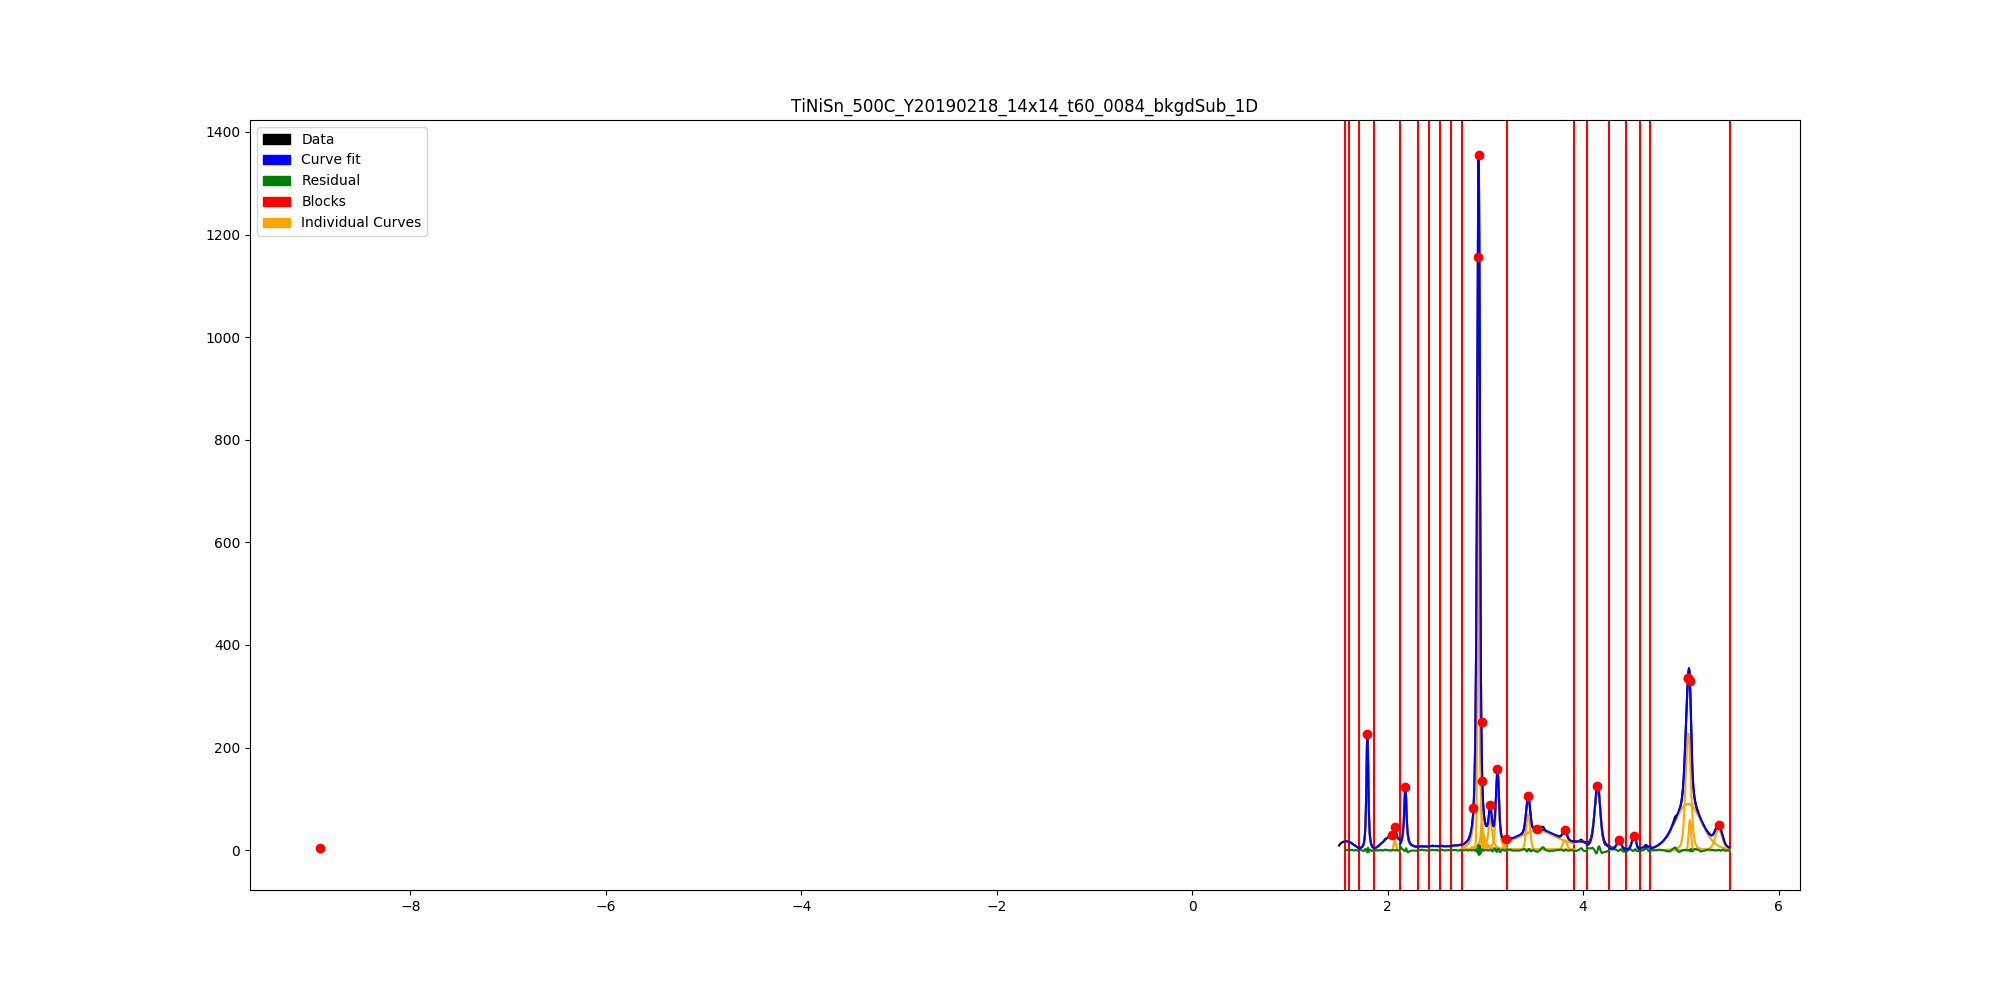 TiNiSn_500C_Y20190218_14x14_t60_0084_bkgdSub_1D
1400
1200
1000
800
600
400
200
0
Data
Curve fit
Residual
Blocks
Individual Curves
−8 −6 −4 −2 0 2 4 6